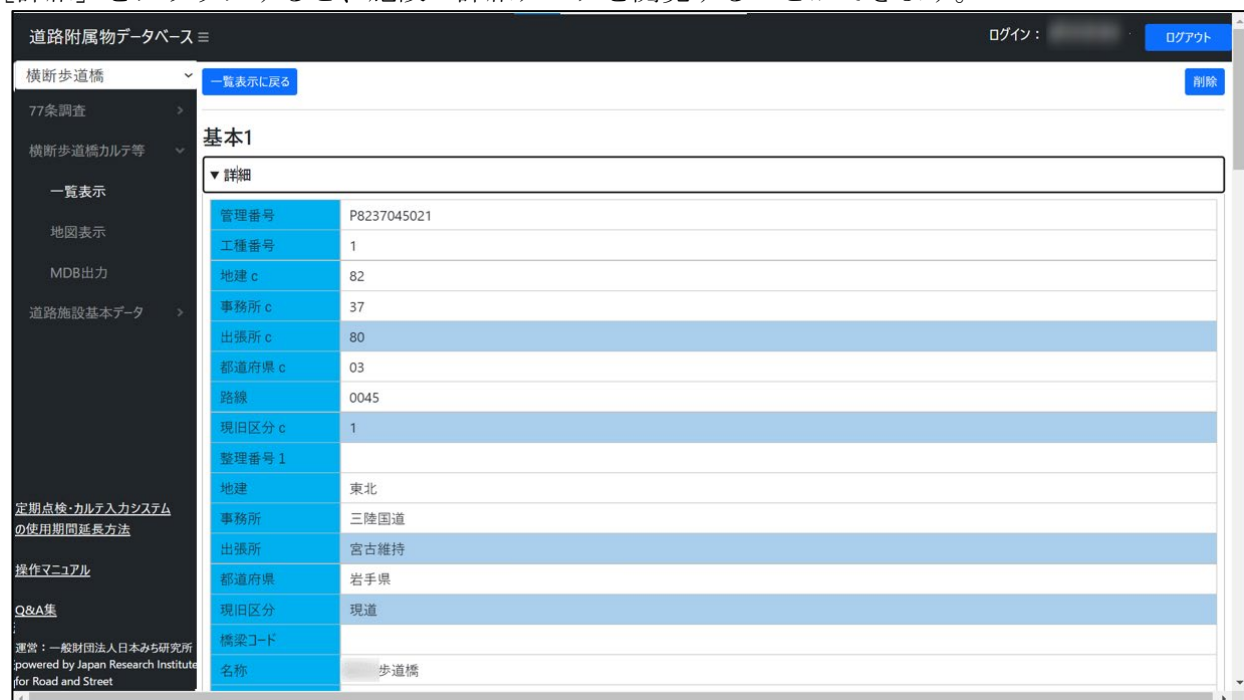 道路附属物データベース ≡
ログイン：
ログアウト
横断歩道橋
77条調査
横断歩道橋カルテ等
一覧表示
地図表示
MDB出力
道路施設基本データ
定期点検・カルテ入力システム
の使用期間延長方法
操作マニュアル
Q&A集
運営：一般財団法人日本みち研究所
powered by Japan Research Institute
for Road and Street
一覧表示に戻る
削除
基本1
▼ 詳細
管理番号 P8237045021
工種番号 1
地建 c 82
事務所 c 37
出張所 c 80
都道府県 c 03
路線 0045
現旧区分 c 1
整理番号 1
地建 東北
事務所 三陸国道
出張所 宮古維持
都道府県 岩手県
現旧区分 現道
橋梁コード
名称 歩道橋